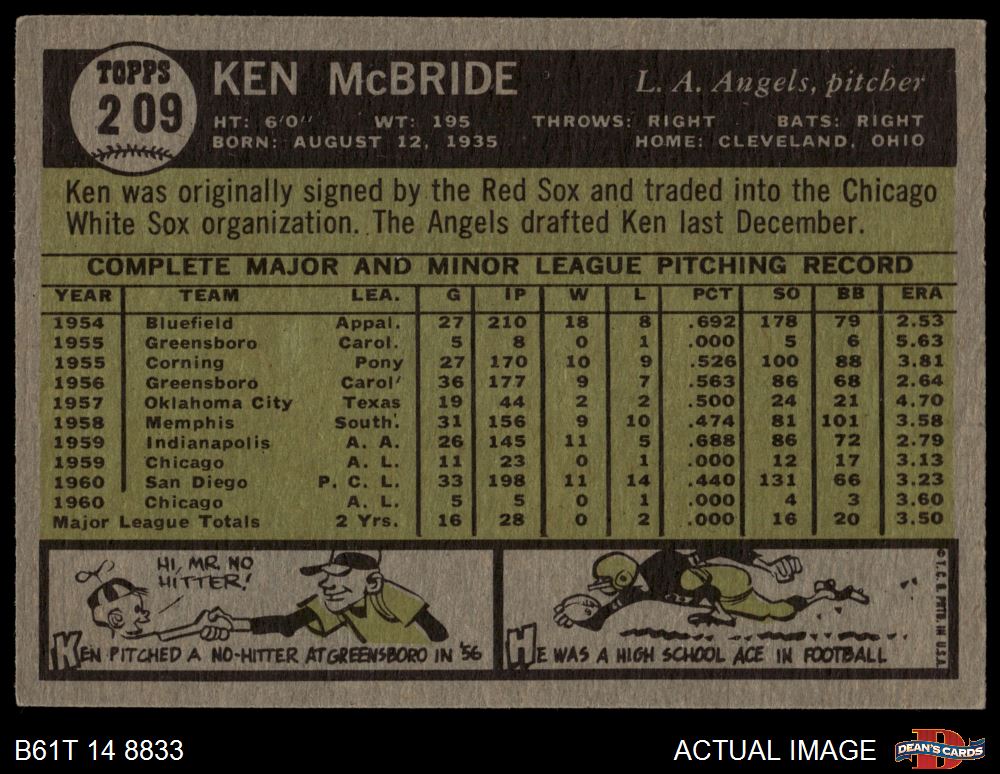 TOPPS
209
KEN McBRIDE
L. A. Angels, pitcher
HT: 6'0" WT: 195 THROWS: RIGHT BATS: RIGHT
BORN: AUGUST 12, 1935 HOME: CLEVELAND, OHIO
Ken was originally signed by the Red Sox and traded into the Chicago
White Sox organization. The Angels drafted Ken last December.
COMPLETE MAJOR AND MINOR LEAGUE PITCHING RECORD
YEAR TEAM LEA. G IP W L PCT SO BB ERA
1954 Bluefield Appal. 27 210 18 8 .692 178 79 2.53
1955 Greensboro Carol. 5 8 0 1 .000 5 6 5.63
1955 Corning Pony 27 170 10 9 .526 100 88 3.81
1956 Greensboro Carol. 36 177 9 7 .563 86 68 2.64
1957 Oklahoma City Texas 19 44 2 2 .500 24 21 4.70
1958 Memphis South. 31 156 9 10 .474 81 101 3.58
1959 Indianapolis A. A. 26 145 11 5 .688 86 72 2.79
1959 Chicago A. L. 11 23 0 1 .000 12 17 3.13
1960 San Diego P. C. L. 33 198 11 14 .440 131 66 3.23
1960 Chicago A. L. 5 5 0 1 .000 4 3 3.60
Major League Totals 2 Yrs. 16 28 0 2 .000 16 20 3.50
HI, MR. NO
HITTER!
KEN PITCHED A NO-HITTER AT GREENSBORO IN '56
HE WAS A HIGH SCHOOL ACE IN FOOTBALL
© T.C.G. PRTD. IN U.S.A.
B61T 14 8833
ACTUAL IMAGE
DEAN'S CARDS